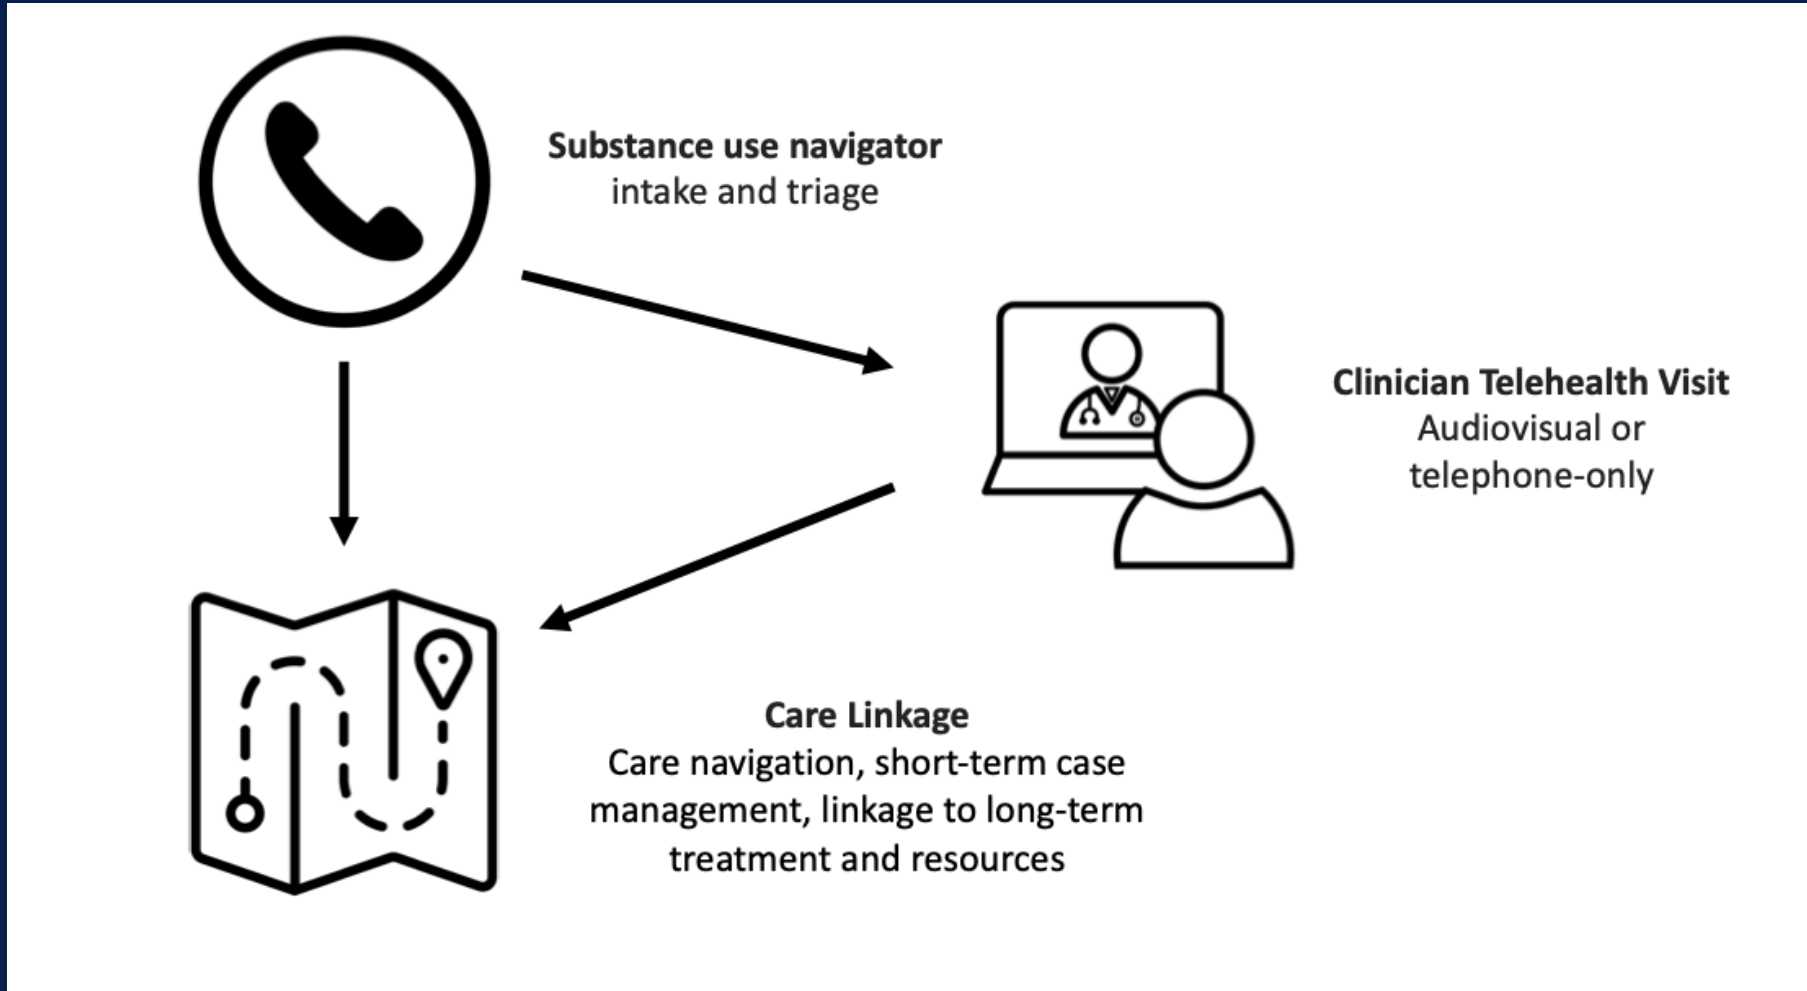 Substance use navigator
intake and triage
Clinician Telehealth Visit
Audiovisual or
telephone-only
Care Linkage
Care navigation, short-term case
management, linkage to long-term
treatment and resources